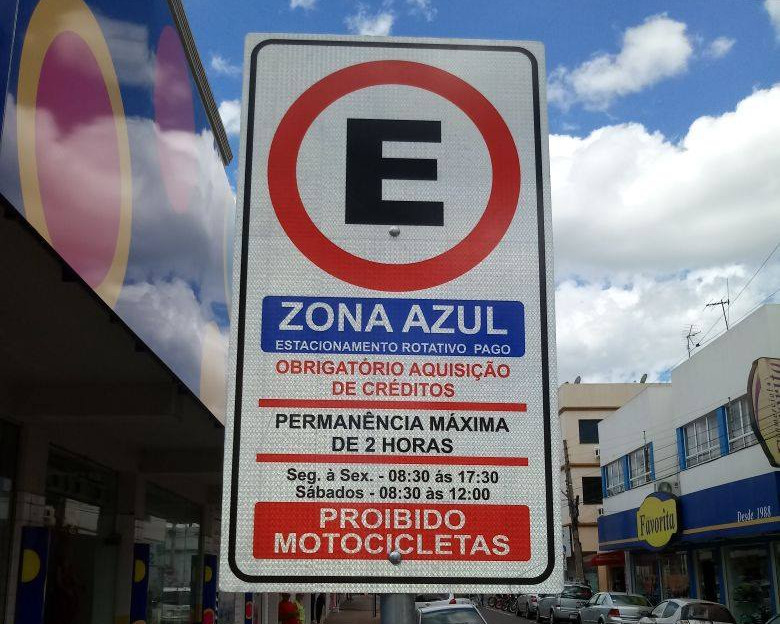 E
ZONA AZUL
ESTACIONAMENTO ROTATIVO PAGO
OBRIGATÓRIO AQUISIÇÃO
DE CRÉDITOS
PERMANÊNCIA MÁXIMA
DE 2 HORAS
Seg. à Sex. - 08:30 ás 17:30
Sábados - 08:30 às 12:00
PROIBIDO
MOTOCICLETAS
Favorita
Desde 1988